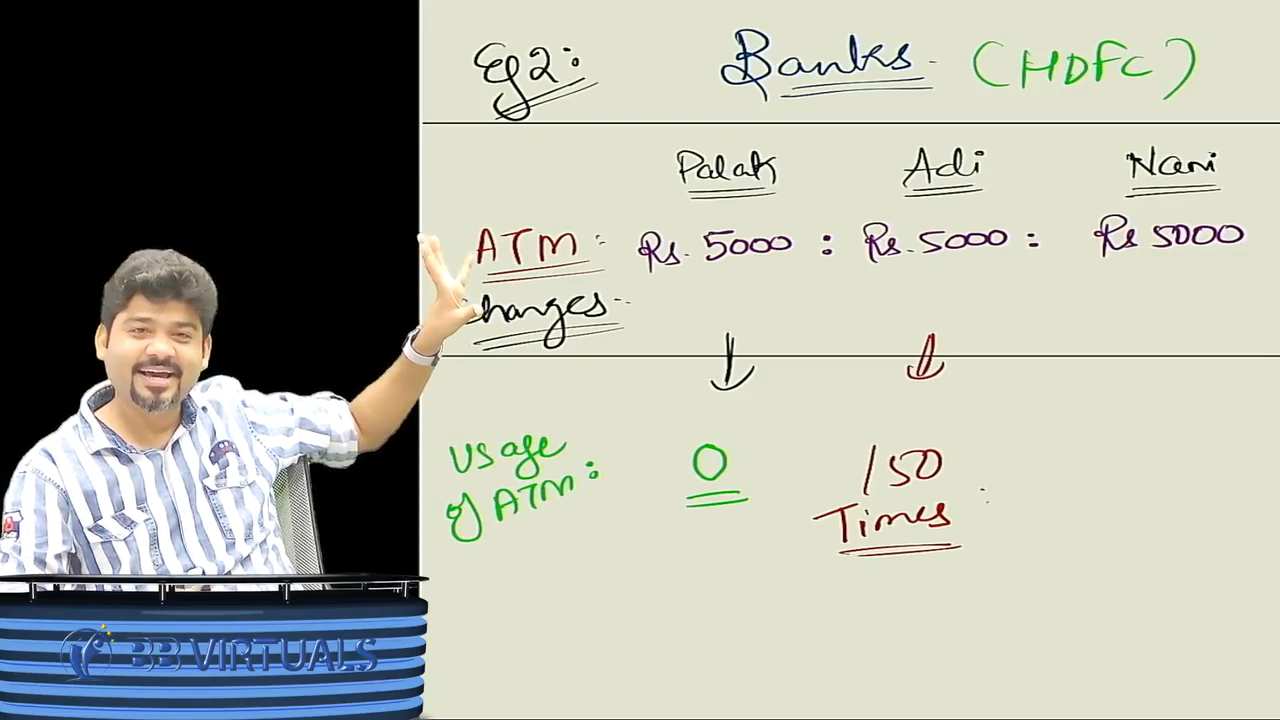 Eg 2: Banks. (HDFC)
Palak Adi Nani
ATM: Rs. 5000 : Rs. 5000 : Rs 5000
Charges
Usage of ATM: 0 150 Times
BB VIRTUALS